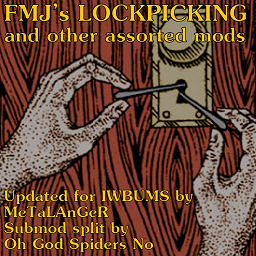 FMJ's LOCKPICKING
and other assorted mods
Updated for IWBUMS by
MeTaLAnGeR
Submod split by
Oh God Spiders No